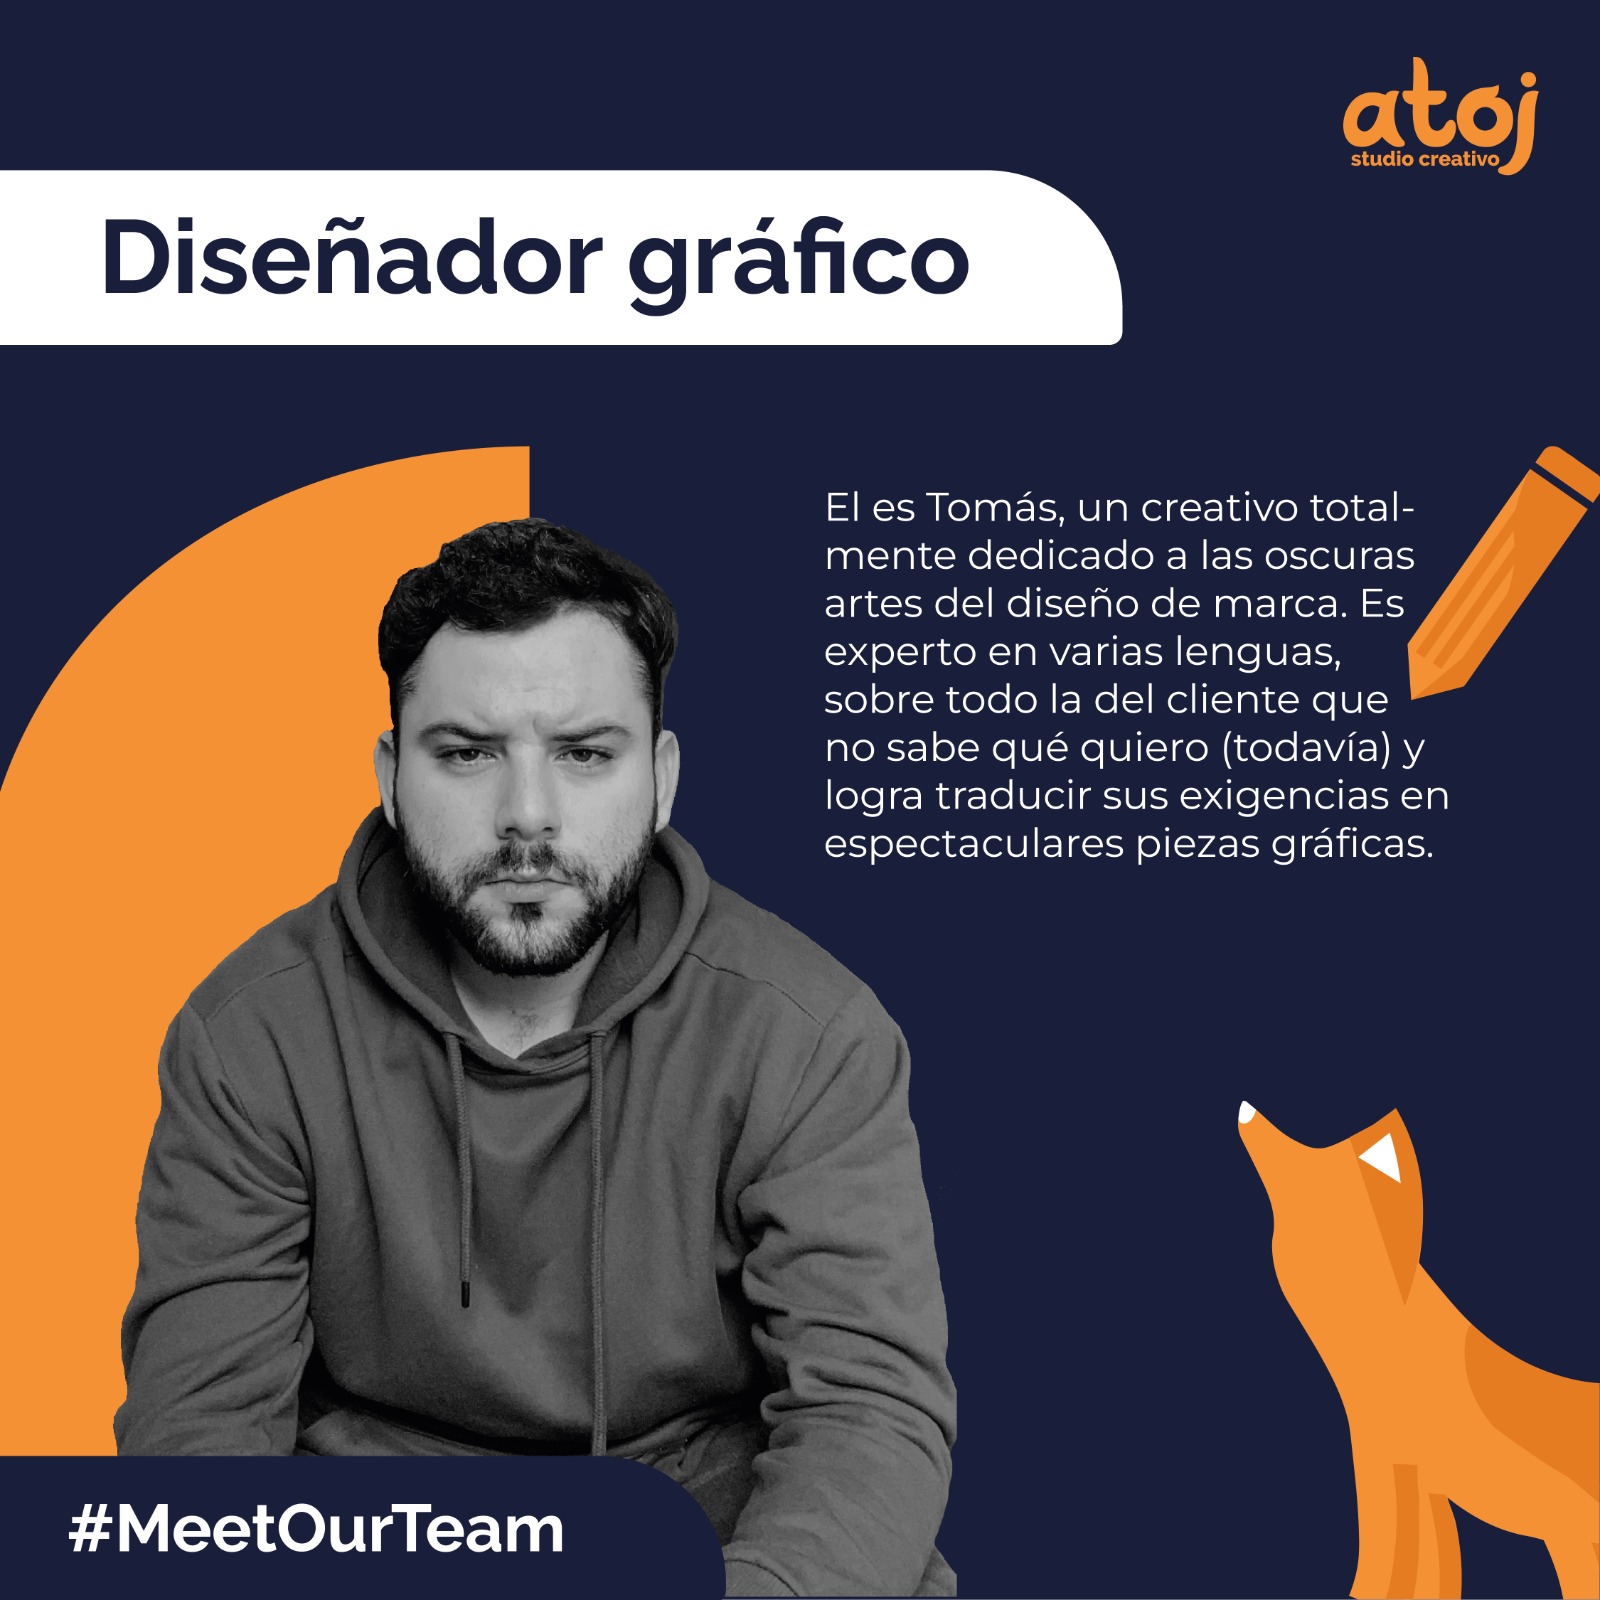 atoj
studio creativo
Diseñador gráfico
El es Tomás, un creativo total-
mente dedicado a las oscuras
artes del diseño de marca. Es
experto en varias lenguas,
sobre todo la del cliente que
no sabe qué quiero (todavía) y
logra traducir sus exigencias en
espectaculares piezas gráficas.
#MeetOurTeam